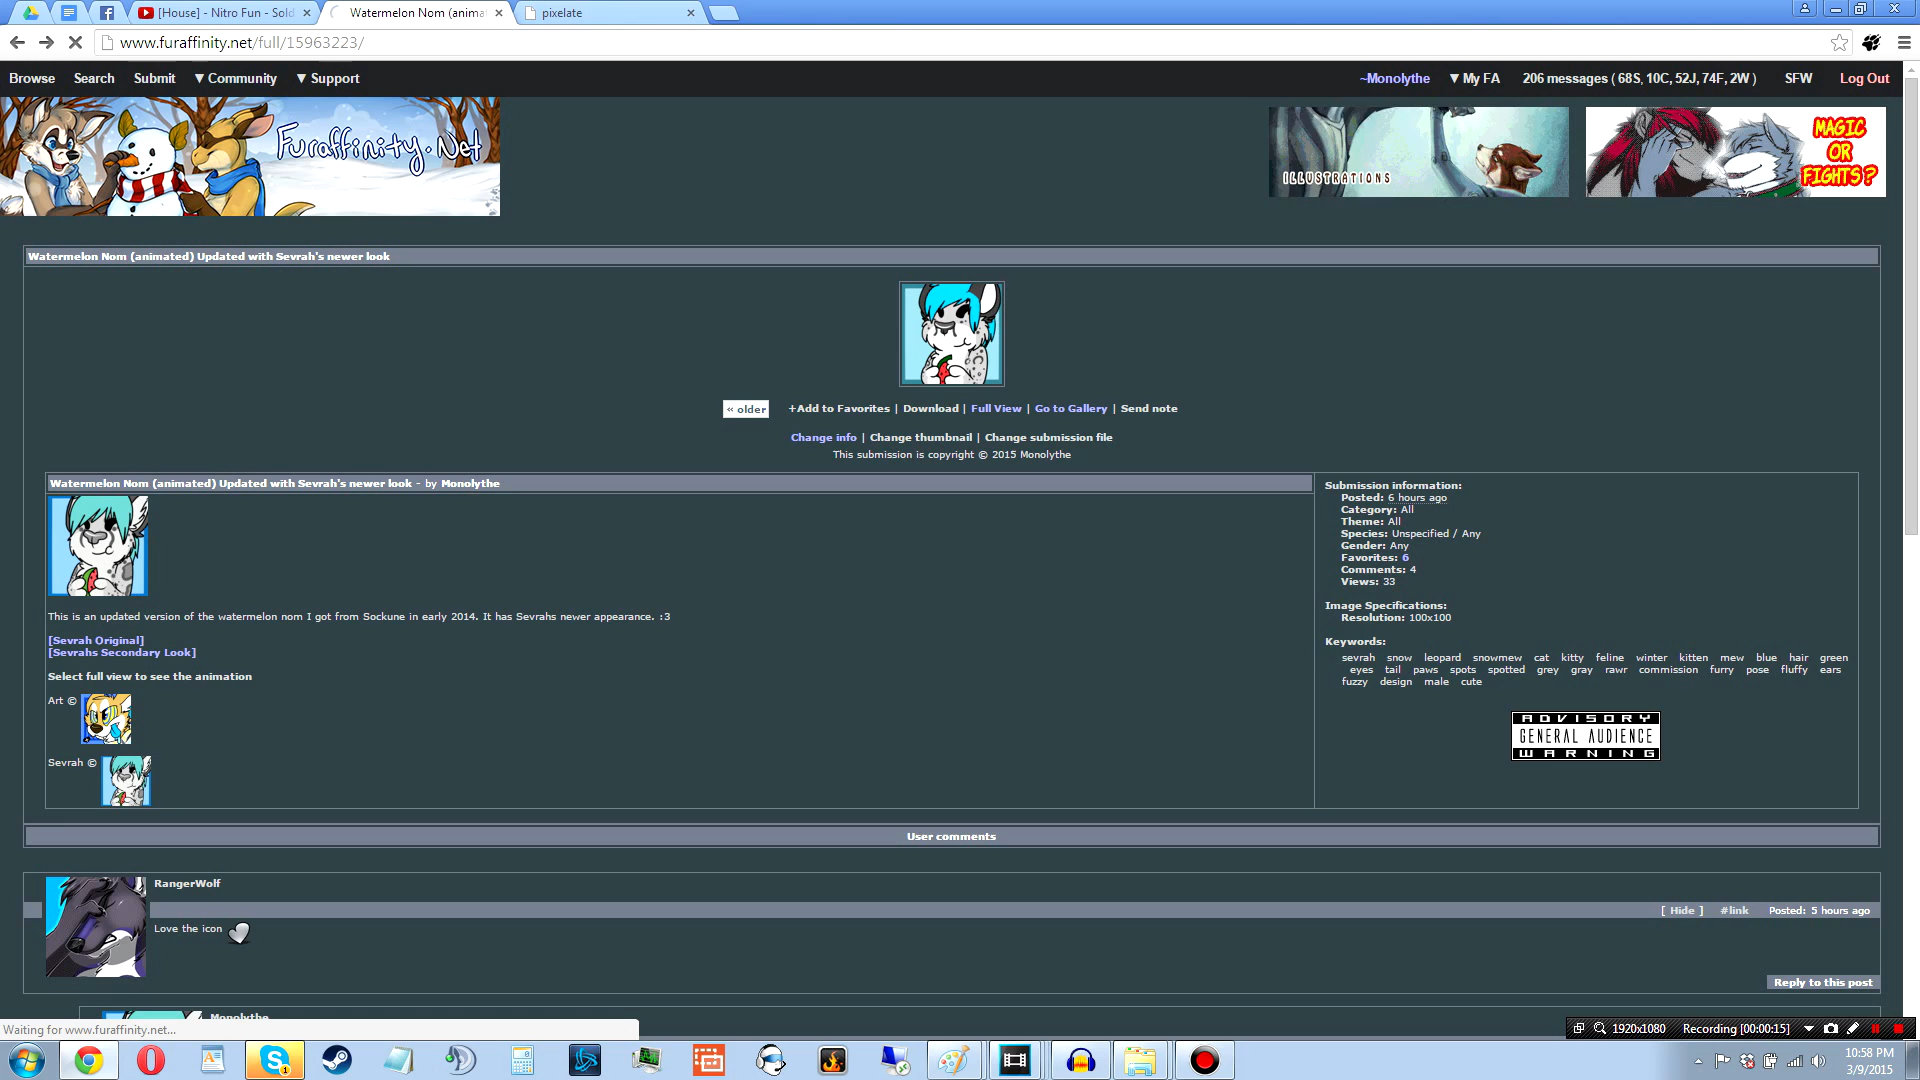 [House] - Nitro Fun - Sold
Watermelon Nom (animat
pixelate
www.furaffinity.net/full/15963223/
Browse Search Submit ▼ Community ▼ Support
~Monolythe ▼ My FA 206 messages ( 68S, 10C, 52J, 74F, 2W ) SFW Log Out
Furaffinity.Net
ILLUSTRATIONS
MAGIC
OR
FIGHTS?
Watermelon Nom (animated) Updated with Sevrah's newer look
« older +Add to Favorites | Download | Full View | Go to Gallery | Send note
Change info | Change thumbnail | Change submission file
This submission is copyright © 2015 Monolythe
Watermelon Nom (animated) Updated with Sevrah's newer look - by Monolythe
This is an updated version of the watermelon nom I got from Sockune in early 2014. It has Sevrahs newer appearance. :3
[Sevrah Original]
[Sevrahs Secondary Look]
Select full view to see the animation
Art ©
Sevrah ©
Submission information:
Posted: 6 hours ago
Category: All
Theme: All
Species: Unspecified / Any
Gender: Any
Favorites: 6
Comments: 4
Views: 33
Image Specifications:
Resolution: 100x100
Keywords:
sevrah snow leopard snowmew cat kitty feline winter kitten mew blue hair green
eyes tail paws spots spotted grey gray rawr commission furry pose fluffy ears
fuzzy design male cute
ADVISORY
GENERAL AUDIENCE
WARNING
User comments
RangerWolf
[ Hide ] #link Posted: 5 hours ago
Love the icon
Reply to this post
Monolythe
Waiting for www.furaffinity.net...
1920x1080 Recording [00:00:15]
1
10:58 PM
3/9/2015